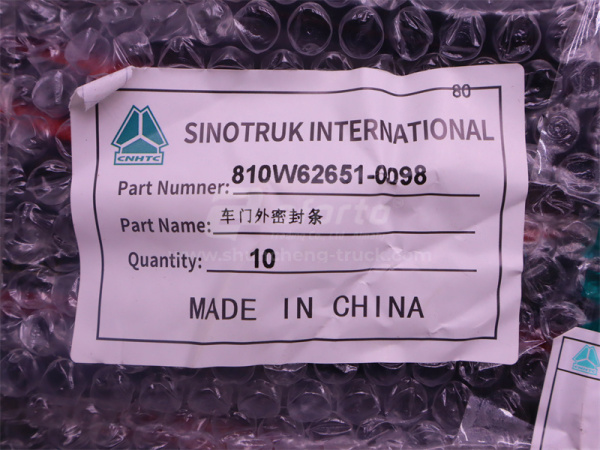 80
SINOTRUK INTERNATIONAL
CNHTC
Part Numner: 810W62651-0098
Part Name: 车门外密封条
Quantity: 10
MADE IN CHINA